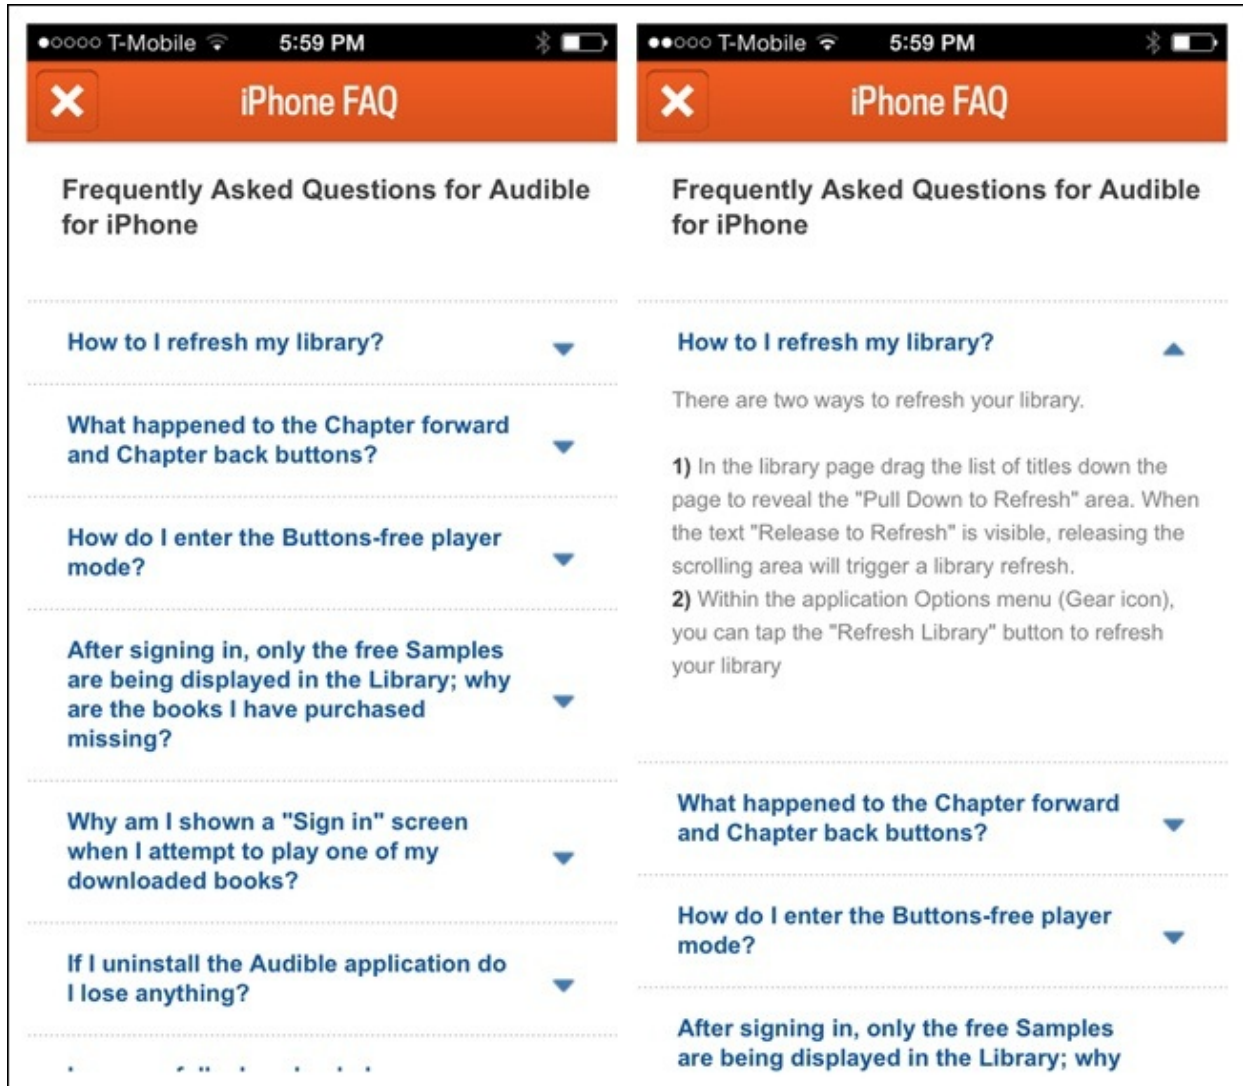 T-Mobile 5:59 PM
iPhone FAQ
Frequently Asked Questions for Audible
for iPhone
How to I refresh my library?
What happened to the Chapter forward
and Chapter back buttons?
How do I enter the Buttons-free player
mode?
After signing in, only the free Samples
are being displayed in the Library; why
are the books I have purchased
missing?
Why am I shown a "Sign in" screen
when I attempt to play one of my
downloaded books?
If I uninstall the Audible application do
I lose anything?
T-Mobile 5:59 PM
iPhone FAQ
Frequently Asked Questions for Audible
for iPhone
How to I refresh my library?
There are two ways to refresh your library.
1) In the library page drag the list of titles down the
page to reveal the "Pull Down to Refresh" area. When
the text "Release to Refresh" is visible, releasing the
scrolling area will trigger a library refresh.
2) Within the application Options menu (Gear icon),
you can tap the "Refresh Library" button to refresh
your library
What happened to the Chapter forward
and Chapter back buttons?
How do I enter the Buttons-free player
mode?
After signing in, only the free Samples
are being displayed in the Library; why